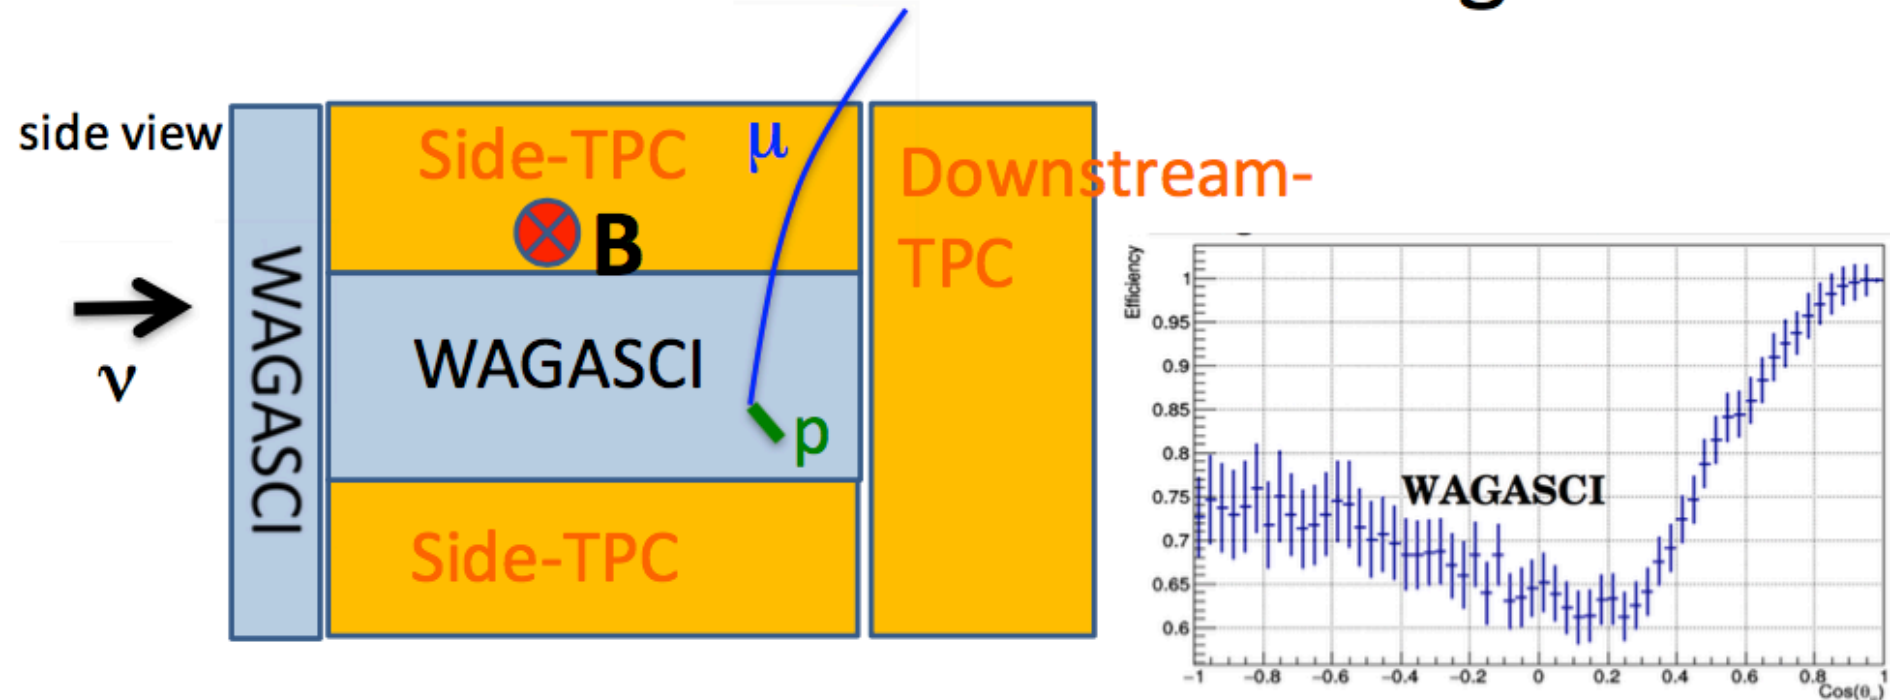 g
side view
Side-TPC
μ
Downstream-
TPC
B
WAGASCI
ν
WAGASCI
p
Side-TPC
Efficiency
1
0.95
0.9
0.85
0.8
0.75
0.7
0.65
0.6
WAGASCI
-1 -0.8 -0.6 -0.4 -0.2 0 0.2 0.4 0.6 0.8 1